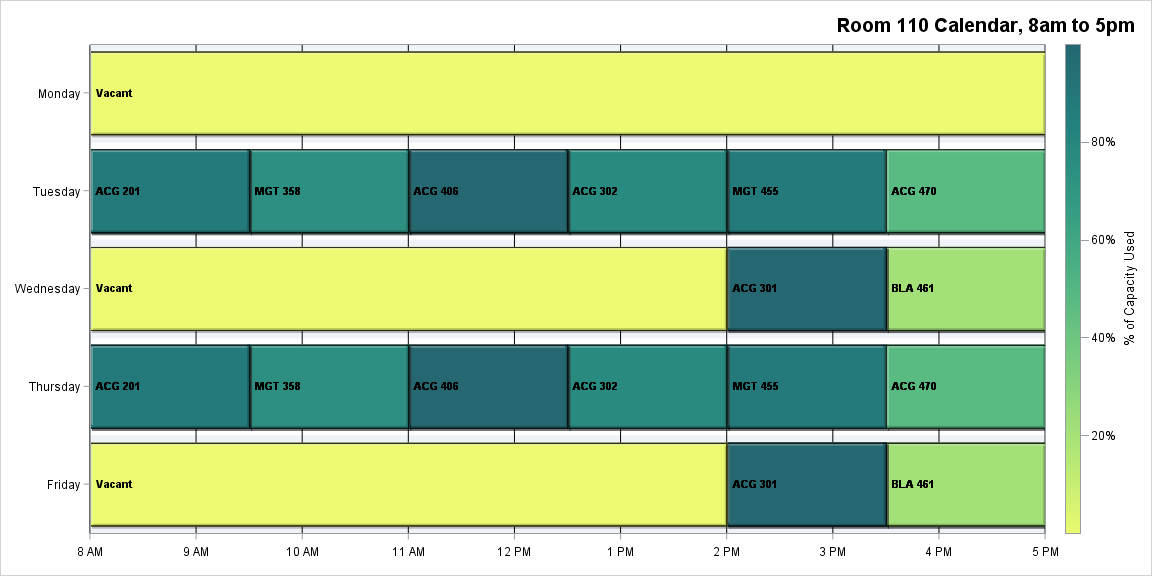 Room 110 Calendar, 8am to 5pm
Monday
Vacant
Tuesday
ACG 201
MGT 358
ACG 406
ACG 302
MGT 455
ACG 470
Wednesday
Vacant
ACG 301
BLA 461
Thursday
ACG 201
MGT 358
ACG 406
ACG 302
MGT 455
ACG 470
Friday
Vacant
ACG 301
BLA 461
8 AM
9 AM
10 AM
11 AM
12 PM
1 PM
2 PM
3 PM
4 PM
5 PM
80%
60%
40%
20%
% of Capacity Used